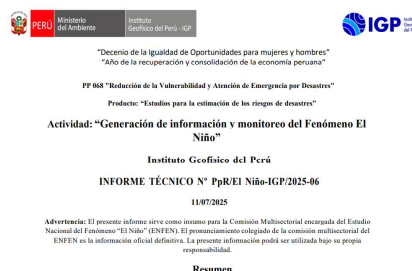 PERÚ
Ministerio
del Ambiente
Instituto
Geofísico del Perú - IGP
IGP
"Decenio de la Igualdad de Oportunidades para mujeres y hombres"
"Año de la recuperación y consolidación de la economía peruana"
PP 068 "Reducción de la Vulnerabilidad y Atención de Emergencia por Desastres"
Producto: "Estudios para la estimación de los riesgos de desastres"
Actividad: "Generación de información y monitoreo del Fenómeno El
Niño"
Instituto Geofísico del Perú
INFORME TÉCNICO Nº PpR/El Niño-IGP/2025-06
11/07/2025
Advertencia: El presente informe sirve como insumo para la Comisión Multisectorial encargada del Estudio
Nacional del Fenómeno "El Niño" (ENFEN). El pronunciamiento colegiado de la comisión multisectorial del
ENFEN es la información oficial definitiva. La presente información podrá ser utilizada bajo su propia
responsabilidad.
Resumen